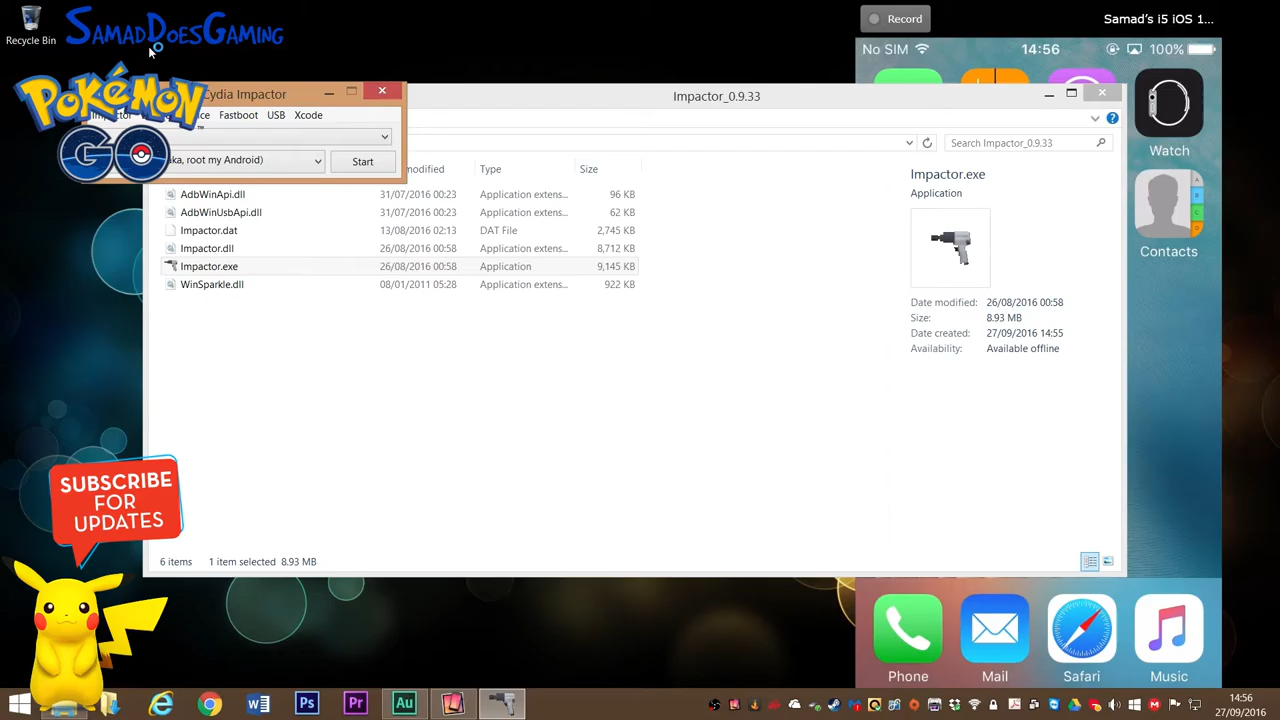 Recycle Bin
SAMADDOESGAMING
Record
Samad's i5 iOS 1...
No SIM
14:56
100%
POKéMON
GO
™
ydia Impactor
Impactor_0.9.33
Fastboot
USB
Xcode
aka, root my Android)
Start
Search Impactor_0.9.33
Type
Size
AdbWinApi.dll 31/07/2016 00:23 Application extens... 96 KB
AdbWinUsbApi.dll 31/07/2016 00:23 Application extens... 62 KB
Impactor.dat 13/08/2016 02:13 DAT File 2,745 KB
Impactor.dll 26/08/2016 00:58 Application extens... 8,712 KB
Impactor.exe 26/08/2016 00:58 Application 9,145 KB
WinSparkle.dll 08/01/2011 05:28 Application extens... 922 KB
Impactor.exe
Application
Date modified: 26/08/2016 00:58
Size: 8.93 MB
Date created: 27/09/2016 14:55
Availability: Available offline
Watch
Contacts
SUBSCRIBE
FOR
UPDATES
6 items 1 item selected 8.93 MB
Phone
Mail
Safari
Music
Ps
Pr
Au
14:56
27/09/2016